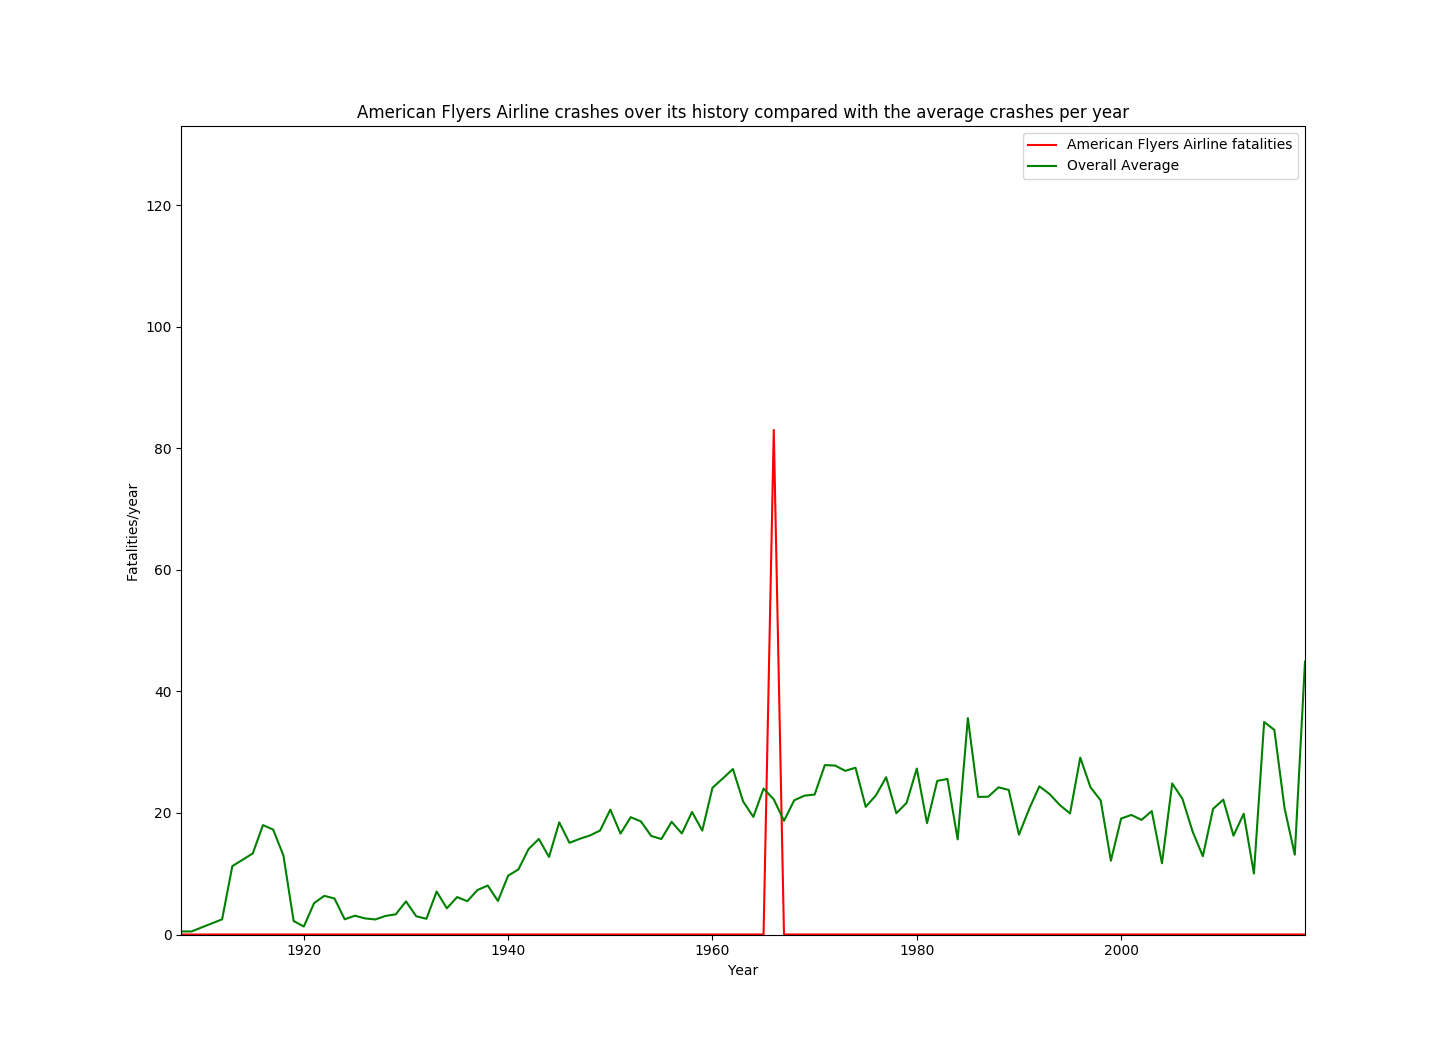 American Flyers Airline crashes over its history compared with the average crashes per year
American Flyers Airline fatalities
Overall Average
120
100
80
60
40
20
0
Fatalities/year
1920 1940 1960 1980 2000
Year